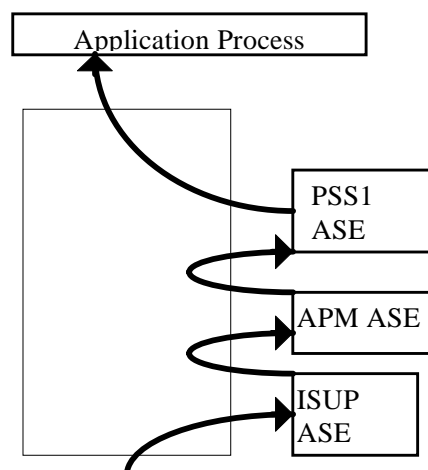 Application Process
PSS1
ASE
APM ASE
ISUP
ASE